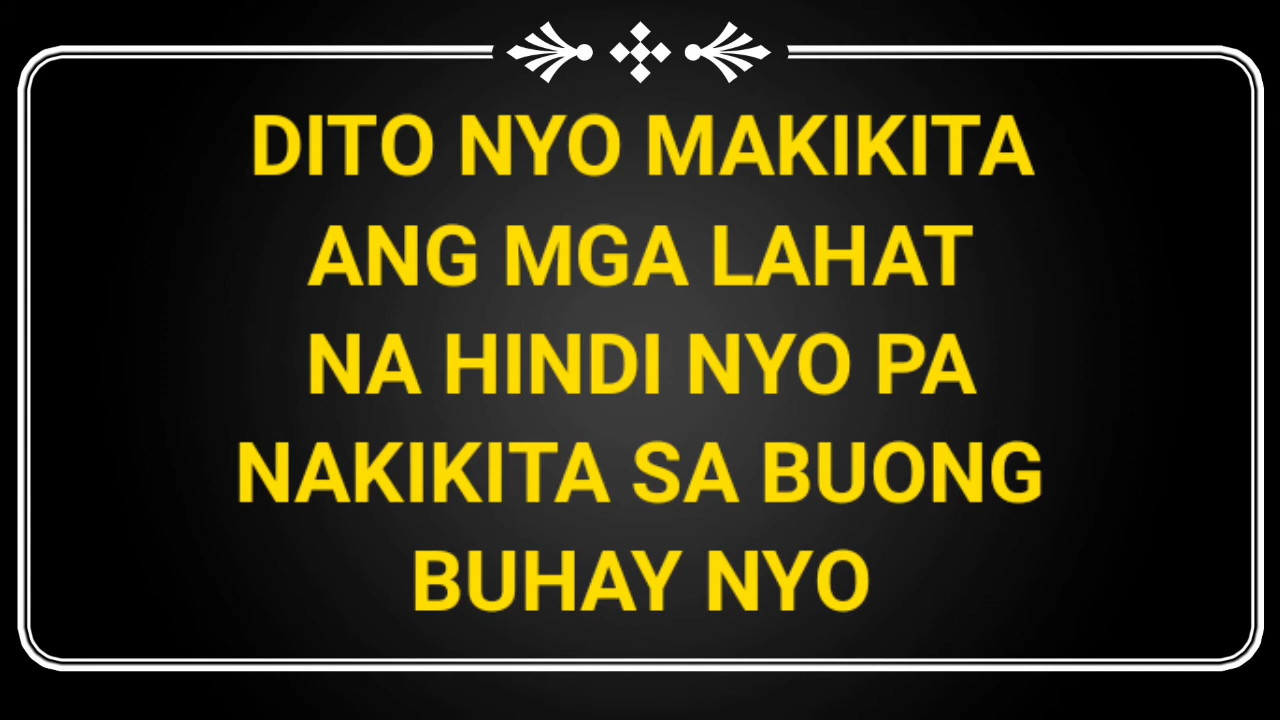 DITO NYO MAKIKITA
ANG MGA LAHAT
NA HINDI NYO PA
NAKIKITA SA BUONG
BUHAY NYO